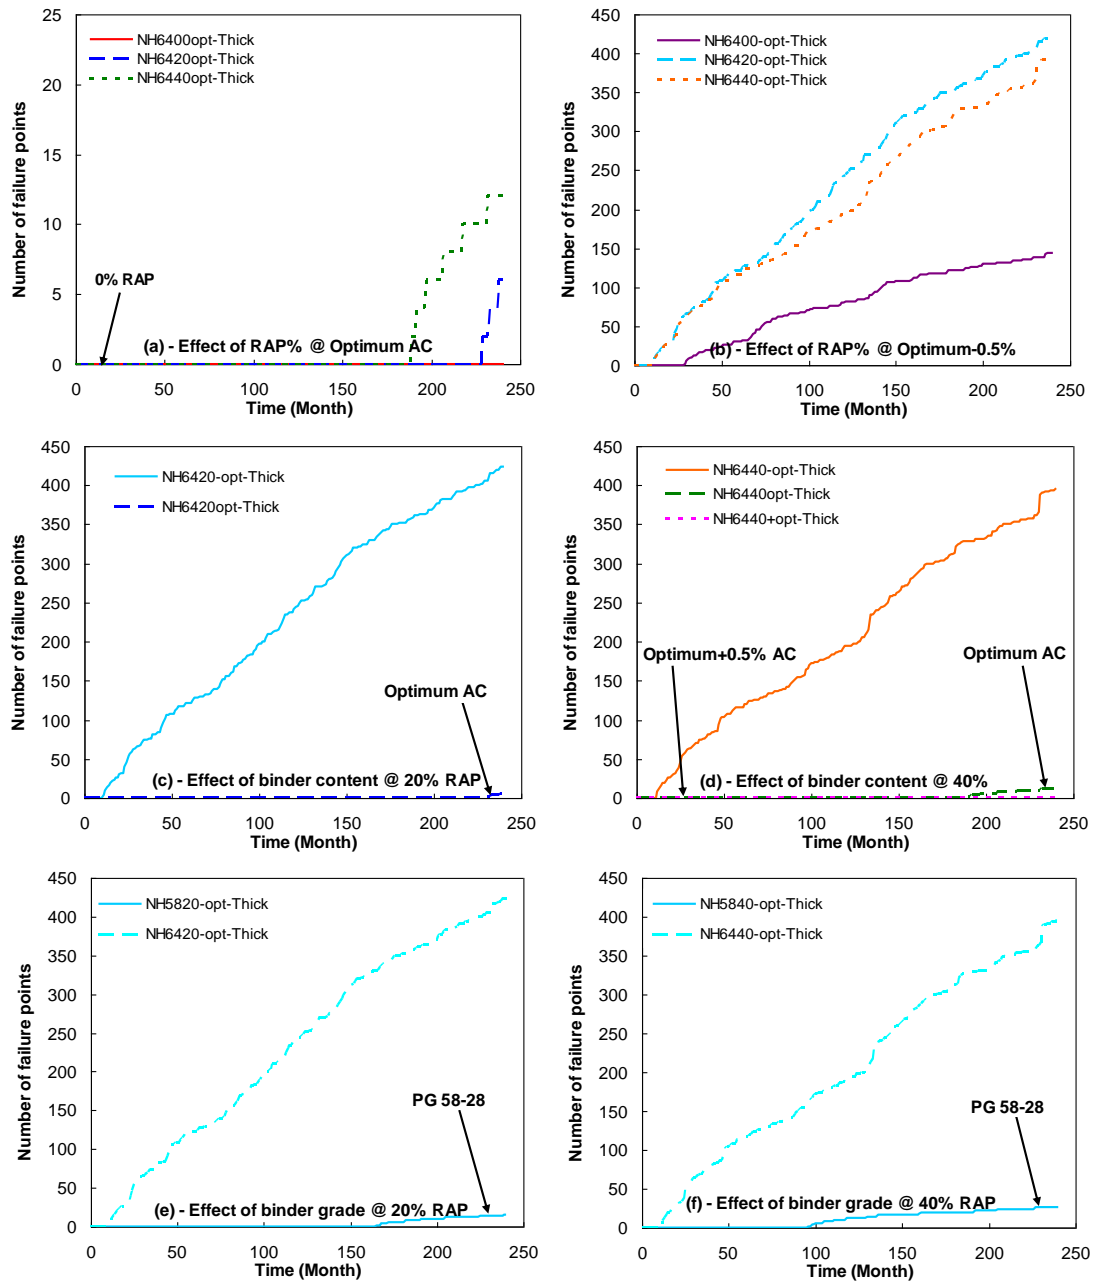 25
20
15
10
5
0
0
50
100
150
200
250
Number of failure points
Time (Month)
NH6400opt-Thick
NH6420opt-Thick
NH6440opt-Thick
0% RAP
(a) - Effect of RAP% @ Optimum AC
450
400
350
300
250
200
150
100
50
0
0
50
100
150
200
250
Number of failure points
Time (Month)
NH6400-opt-Thick
NH6420-opt-Thick
NH6440-opt-Thick
(b) - Effect of RAP% @ Optimum-0.5%
450
400
350
300
250
200
150
100
50
0
0
50
100
150
200
250
Number of failure points
Time (Month)
NH6420-opt-Thick
NH6420opt-Thick
Optimum AC
(c) - Effect of binder content @ 20% RAP
450
400
350
300
250
200
150
100
50
0
0
50
100
150
200
250
Number of failure points
Time (Month)
NH6440-opt-Thick
NH6440opt-Thick
NH6440+opt-Thick
Optimum+0.5% AC
Optimum AC
(d) - Effect of binder content @ 40%
450
400
350
300
250
200
150
100
50
0
0
50
100
150
200
250
Number of failure points
Time (Month)
NH5820-opt-Thick
NH6420-opt-Thick
PG 58-28
(e) - Effect of binder grade @ 20% RAP
450
400
350
300
250
200
150
100
50
0
0
50
100
150
200
250
Number of failure points
Time (Month)
NH5840-opt-Thick
NH6440-opt-Thick
PG 58-28
(f) - Effect of binder grade @ 40% RAP